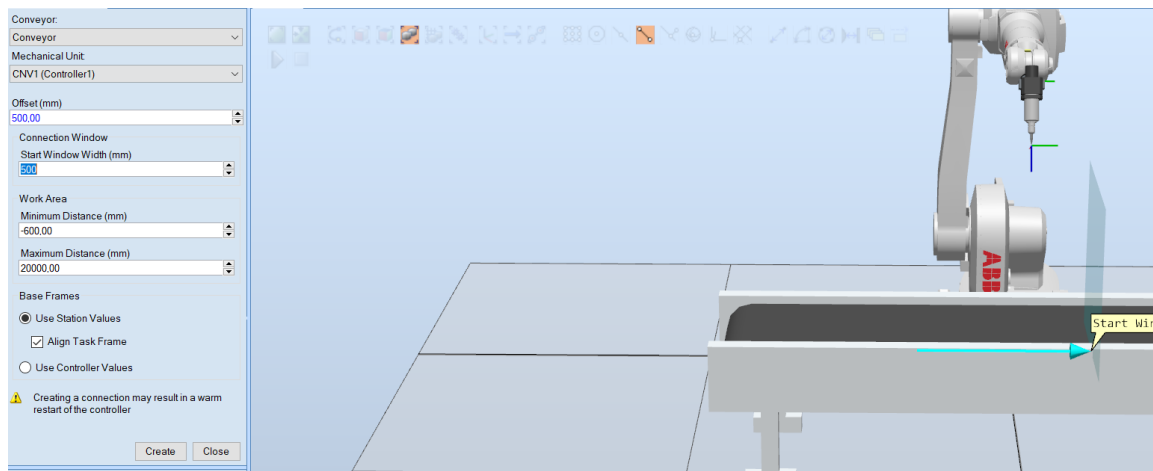 Conveyor:
Conveyor
Mechanical Unit:
CNV1 (Controller1)
Offset (mm)
500,00
Connection Window
Start Window Width (mm)
500
Work Area
Minimum Distance (mm)
-600,00
Maximum Distance (mm)
20000,00
Base Frames
Use Station Values
Align Task Frame
Use Controller Values
Creating a connection may result in a warm
restart of the controller
Create Close
ABB
Start Wi